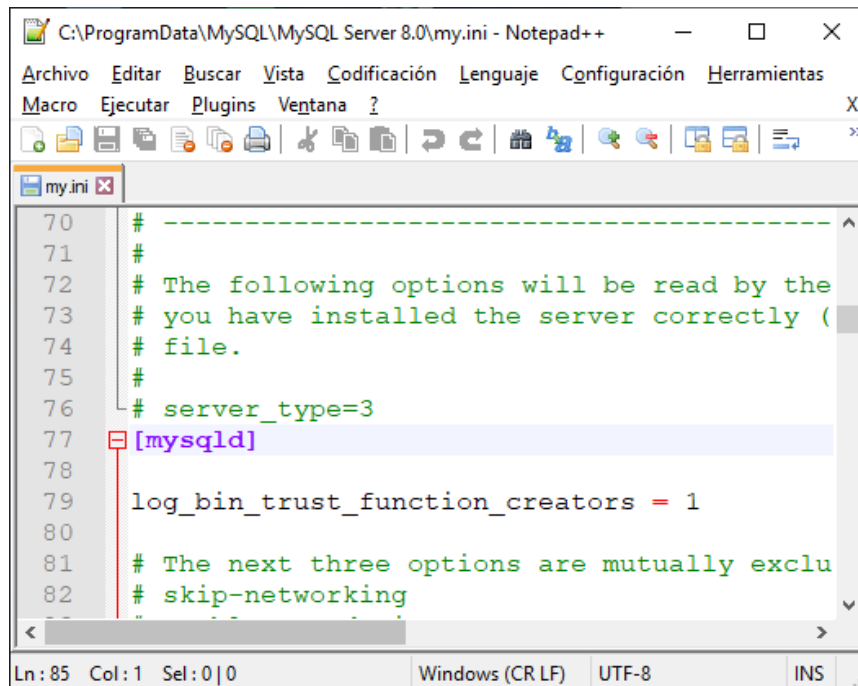 C:\ProgramData\MySQL\MySQL Server 8.0\my.ini - Notepad++
Archivo Editar Buscar Vista Codificación Lenguaje Configuración Herramientas
Macro Ejecutar Plugins Ventana ? X
my.ini
70 # -----------------------------------------
71 #
72 # The following options will be read by the
73 # you have installed the server correctly (
74 # file.
75 #
76 # server_type=3
77 [mysqld]
78
79 log_bin_trust_function_creators = 1
80
81 # The next three options are mutually exclu
82 # skip-networking
Ln : 85 Col : 1 Sel : 0 | 0 Windows (CR LF) UTF-8 INS